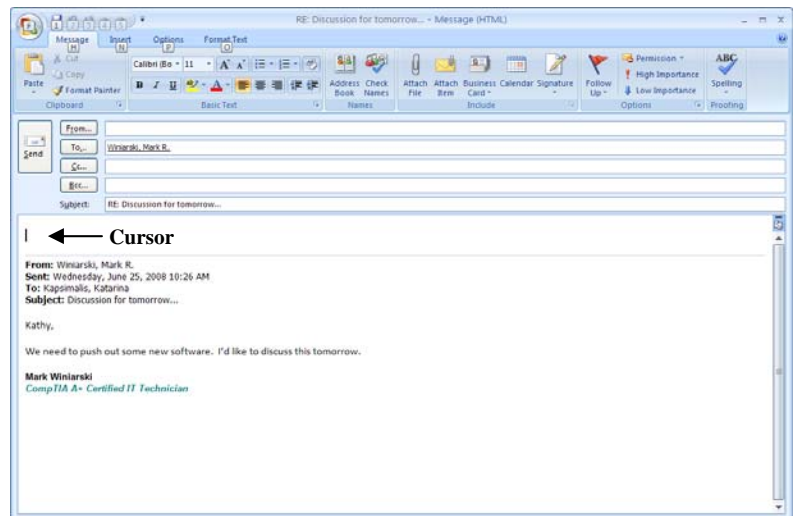 RE: Discussion for tomorrow... - Message (HTML)
Message Insert Options Format Text
H N P O
Cut
Copy
Format Painter
Paste
Clipboard
Calibri (Bo 11
B I U
Basic Text
Address Book
Check Names
Names
Attach File
Attach Item
Business Card
Calendar
Signature
Include
Follow Up
Permission
High Importance
Low Importance
Options
ABC
Spelling
Proofing
Send
From...
To... Winiarski, Mark R.
Cc...
Bcc...
Subject: RE: Discussion for tomorrow...
Cursor
From: Winiarski, Mark R.
Sent: Wednesday, June 25, 2008 10:26 AM
To: Kapsimalis, Katarina
Subject: Discussion for tomorrow...
Kathy,
We need to push out some new software. I'd like to discuss this tomorrow.
Mark Winiarski
CompTIA A+ Certified IT Technician